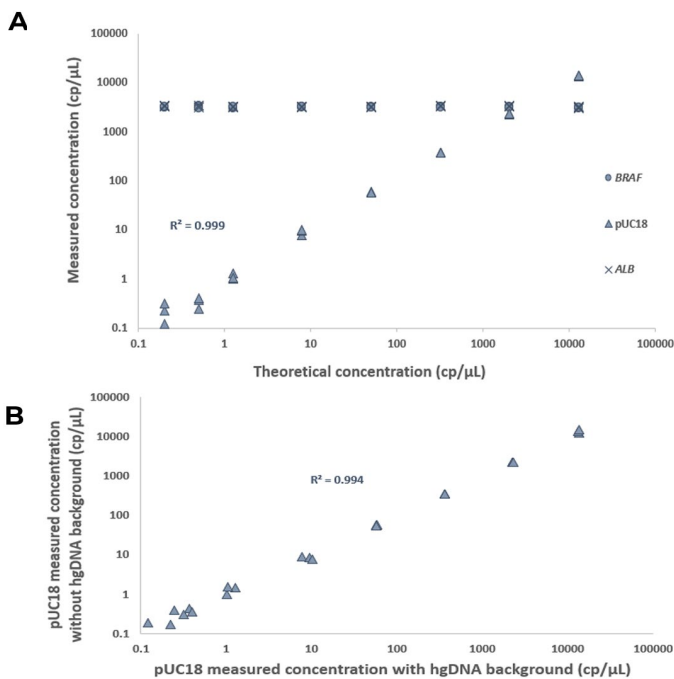 A
100000
10000
1000
100
10
1
0.1
Measured concentration (cp/µL)
R² = 0.999
BRAF
pUC18
ALB
0.1 1 10 100 1000 10000 100000
Theoretical concentration (cp/µL)
B
100000
10000
1000
100
10
1
0.1
pUC18 measured concentration
without hgDNA background (cp/µL)
R² = 0.994
0.1 1 10 100 1000 10000 100000
pUC18 measured concentration with hgDNA background (cp/µL)